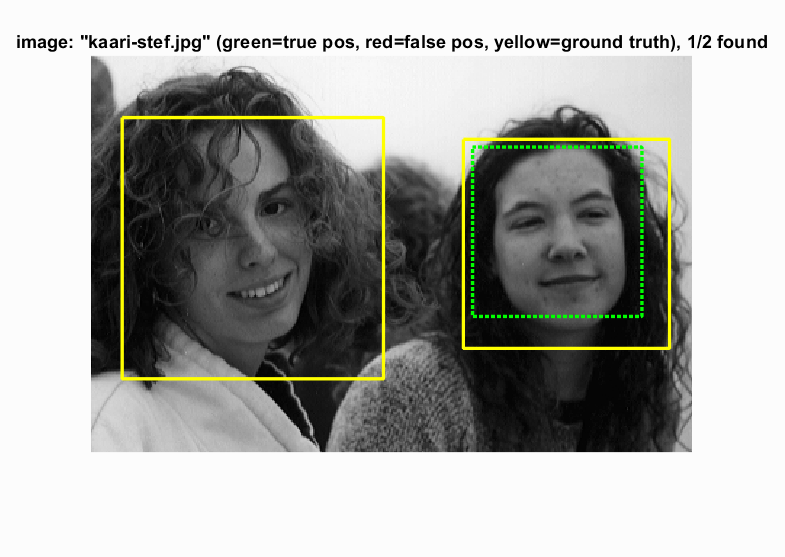 image: "kaari-stef.jpg" (green=true pos, red=false pos, yellow=ground truth), 1/2 found